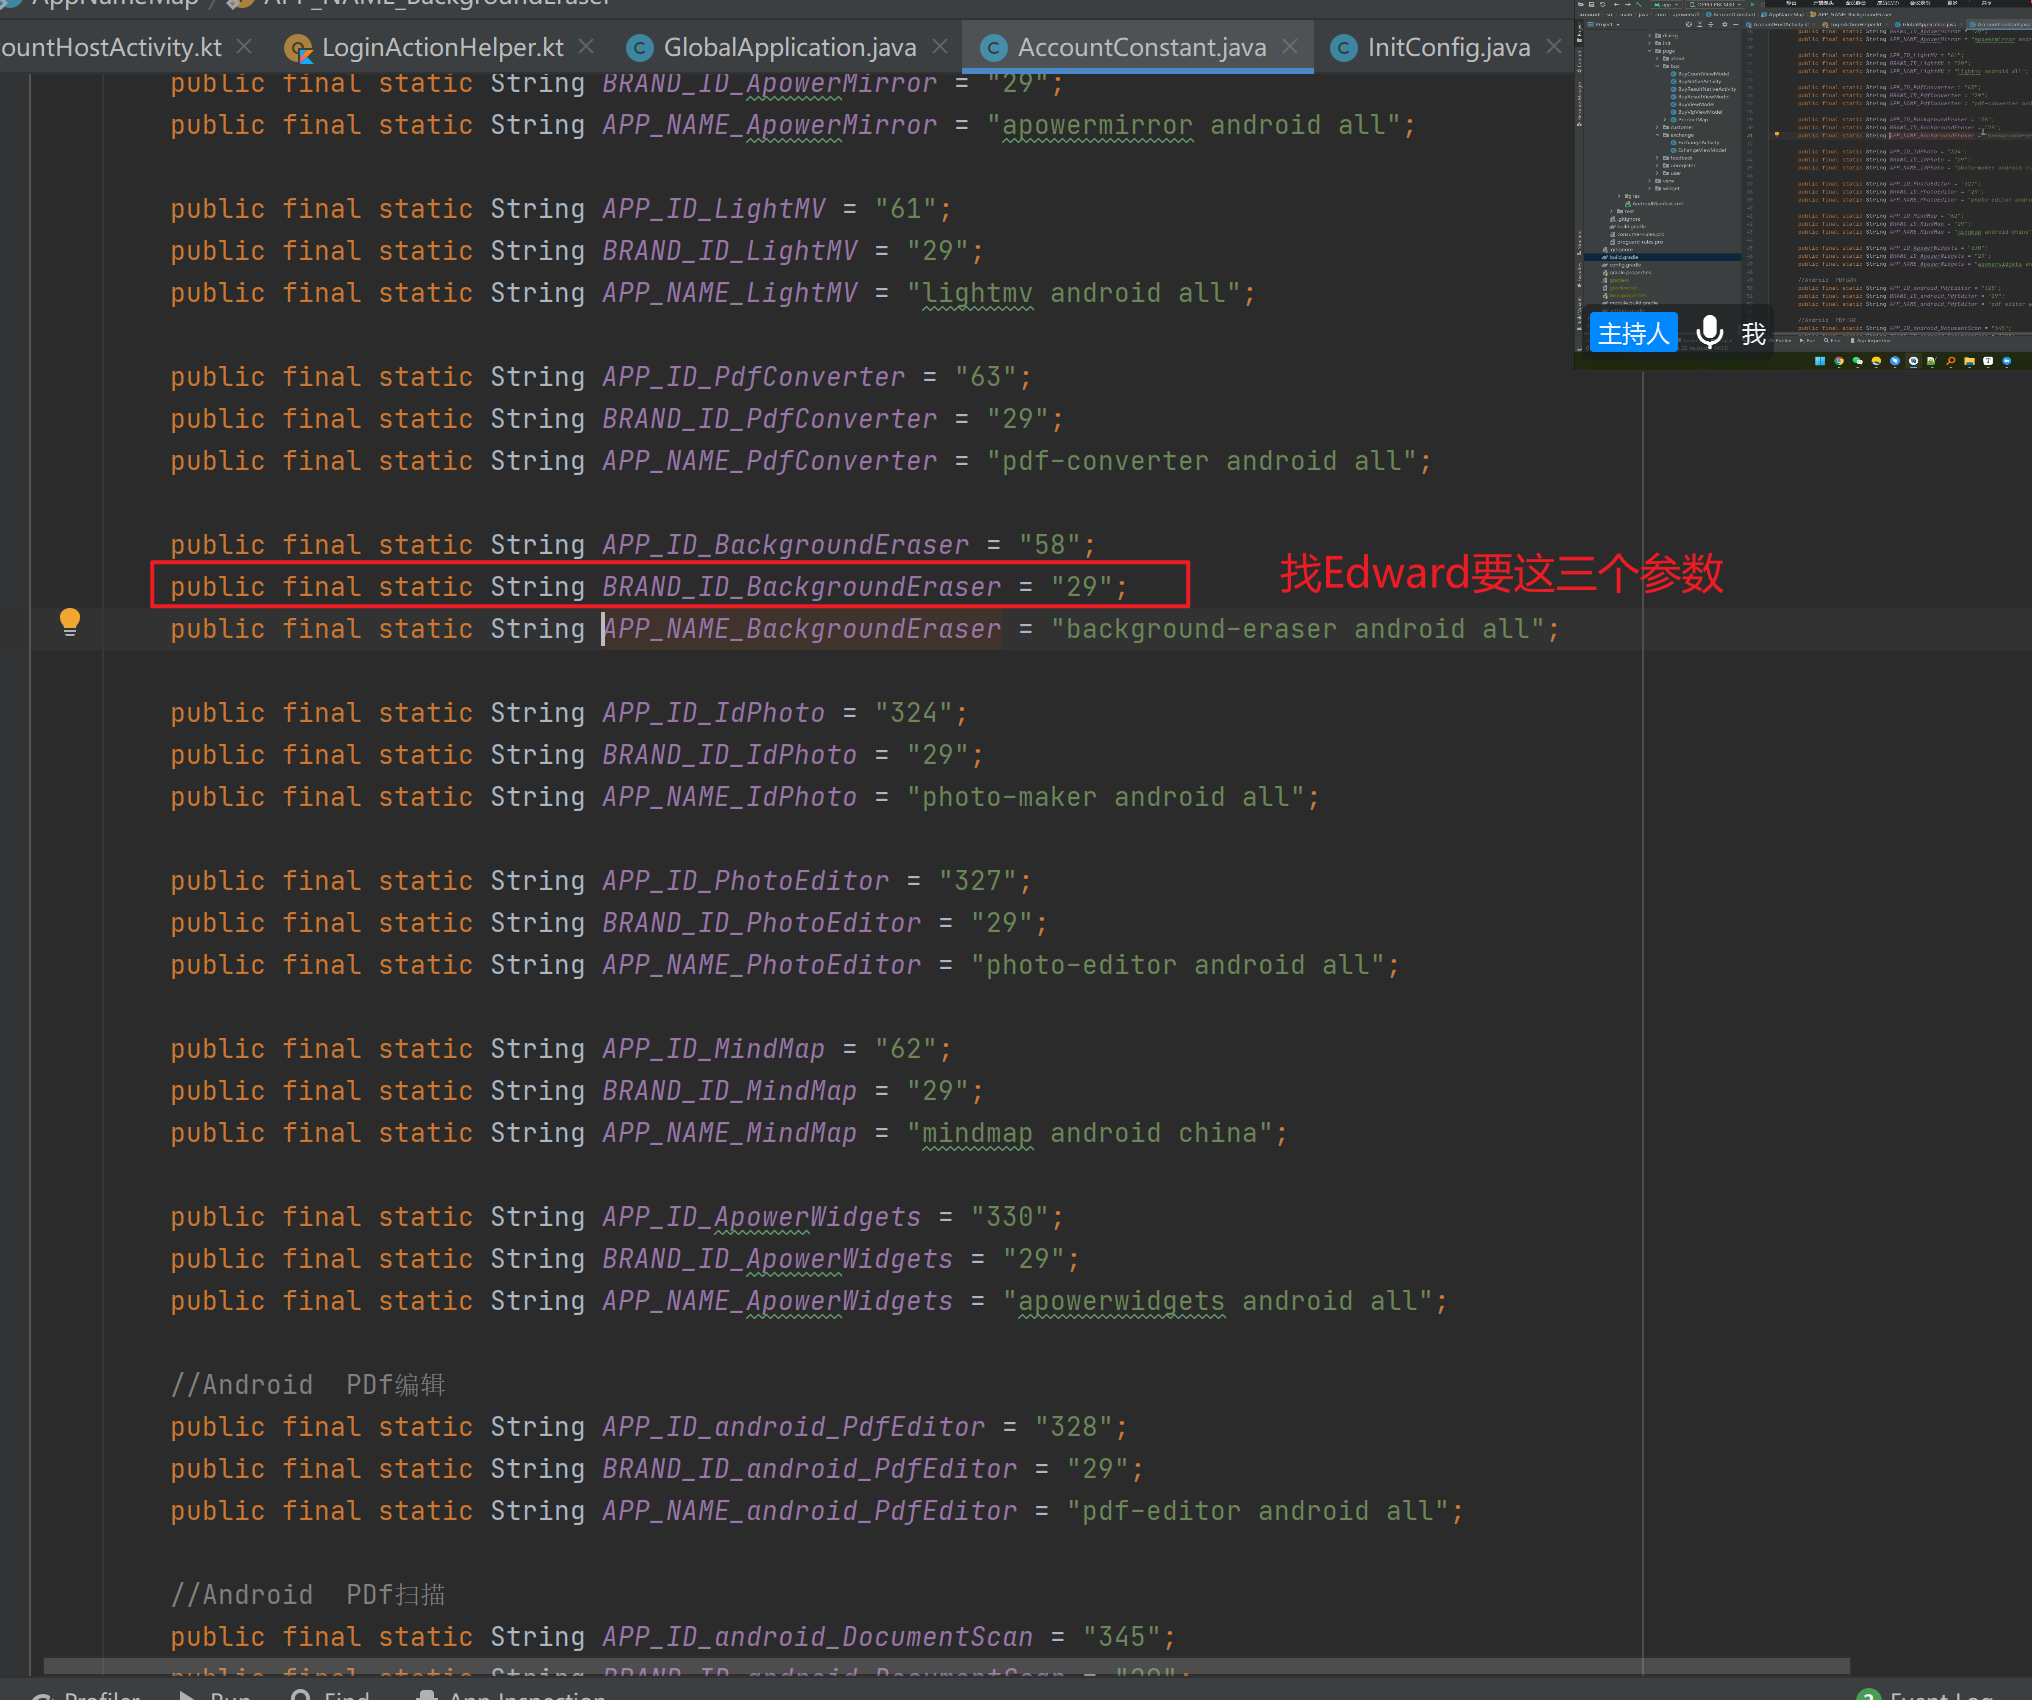 ountHostActivity.kt LoginActionHelper.kt GlobalApplication.java AccountConstant.java InitConfig.java
public final static String BRAND_ID_ApowerMirror = "29";
public final static String APP_NAME_ApowerMirror = "apowermirror android all";
public final static String APP_ID_LightMV = "61";
public final static String BRAND_ID_LightMV = "29";
public final static String APP_NAME_LightMV = "lightmv android all";
主持人 我
public final static String APP_ID_PdfConverter = "63";
public final static String BRAND_ID_PdfConverter = "29";
public final static String APP_NAME_PdfConverter = "pdf-converter android all";
public final static String APP_ID_BackgroundEraser = "58";
public final static String BRAND_ID_BackgroundEraser = "29";
找Edward要这三个参数
public final static String APP_NAME_BackgroundEraser = "background-eraser android all";
public final static String APP_ID_IdPhoto = "324";
public final static String BRAND_ID_IdPhoto = "29";
public final static String APP_NAME_IdPhoto = "photo-maker android all";
public final static String APP_ID_PhotoEditor = "327";
public final static String BRAND_ID_PhotoEditor = "29";
public final static String APP_NAME_PhotoEditor = "photo-editor android all";
public final static String APP_ID_MindMap = "62";
public final static String BRAND_ID_MindMap = "29";
public final static String APP_NAME_MindMap = "mindmap android china";
public final static String APP_ID_ApowerWidgets = "330";
public final static String BRAND_ID_ApowerWidgets = "29";
public final static String APP_NAME_ApowerWidgets = "apowerwidgets android all";
//Android  PDf编辑
public final static String APP_ID_android_PdfEditor = "328";
public final static String BRAND_ID_android_PdfEditor = "29";
public final static String APP_NAME_android_PdfEditor = "pdf-editor android all";
//Android  PDf扫描
public final static String APP_ID_android_DocumentScan = "345";
public final static String BRAND_ID_android_DocumentScan = "29";
Profiler Run Find App Inspection Event Log